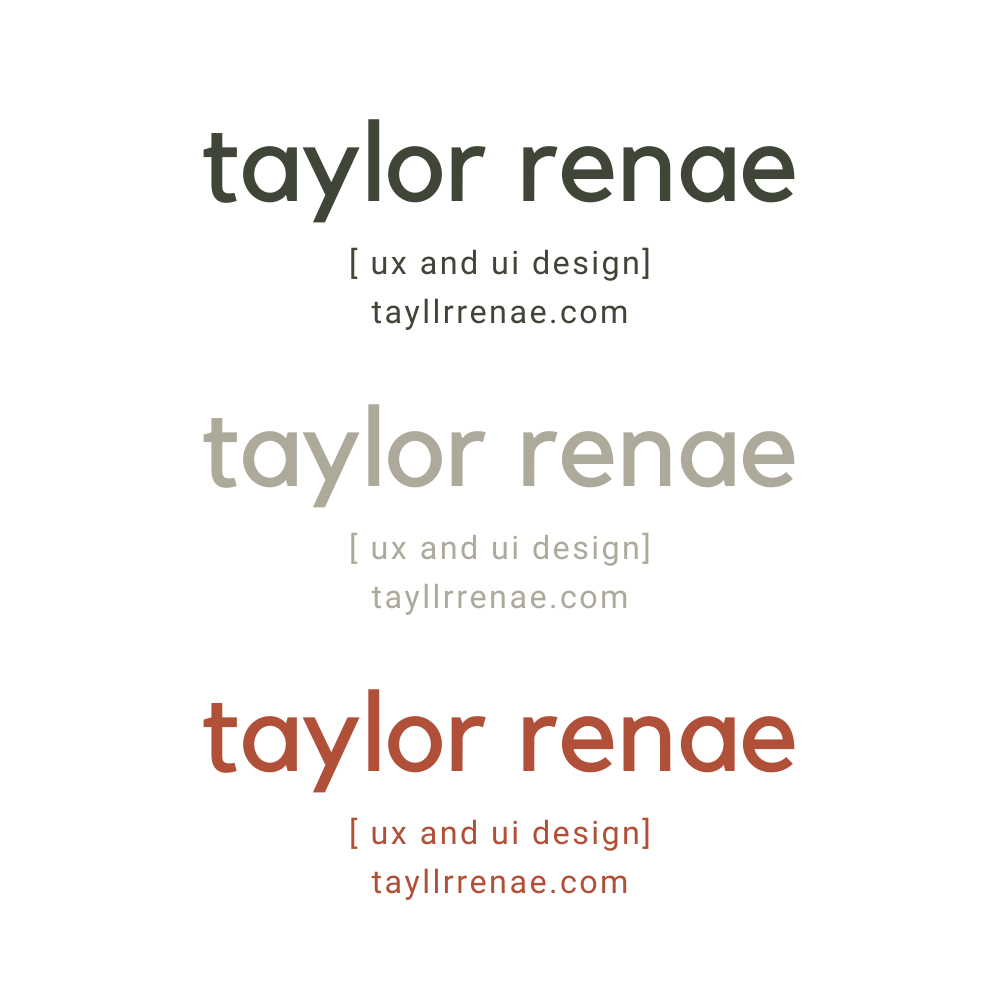 taylor renae
[ ux and ui design]
tayllrrenae.com
taylor renae
[ ux and ui design]
tayllrrenae.com
taylor renae
[ ux and ui design]
tayllrrenae.com